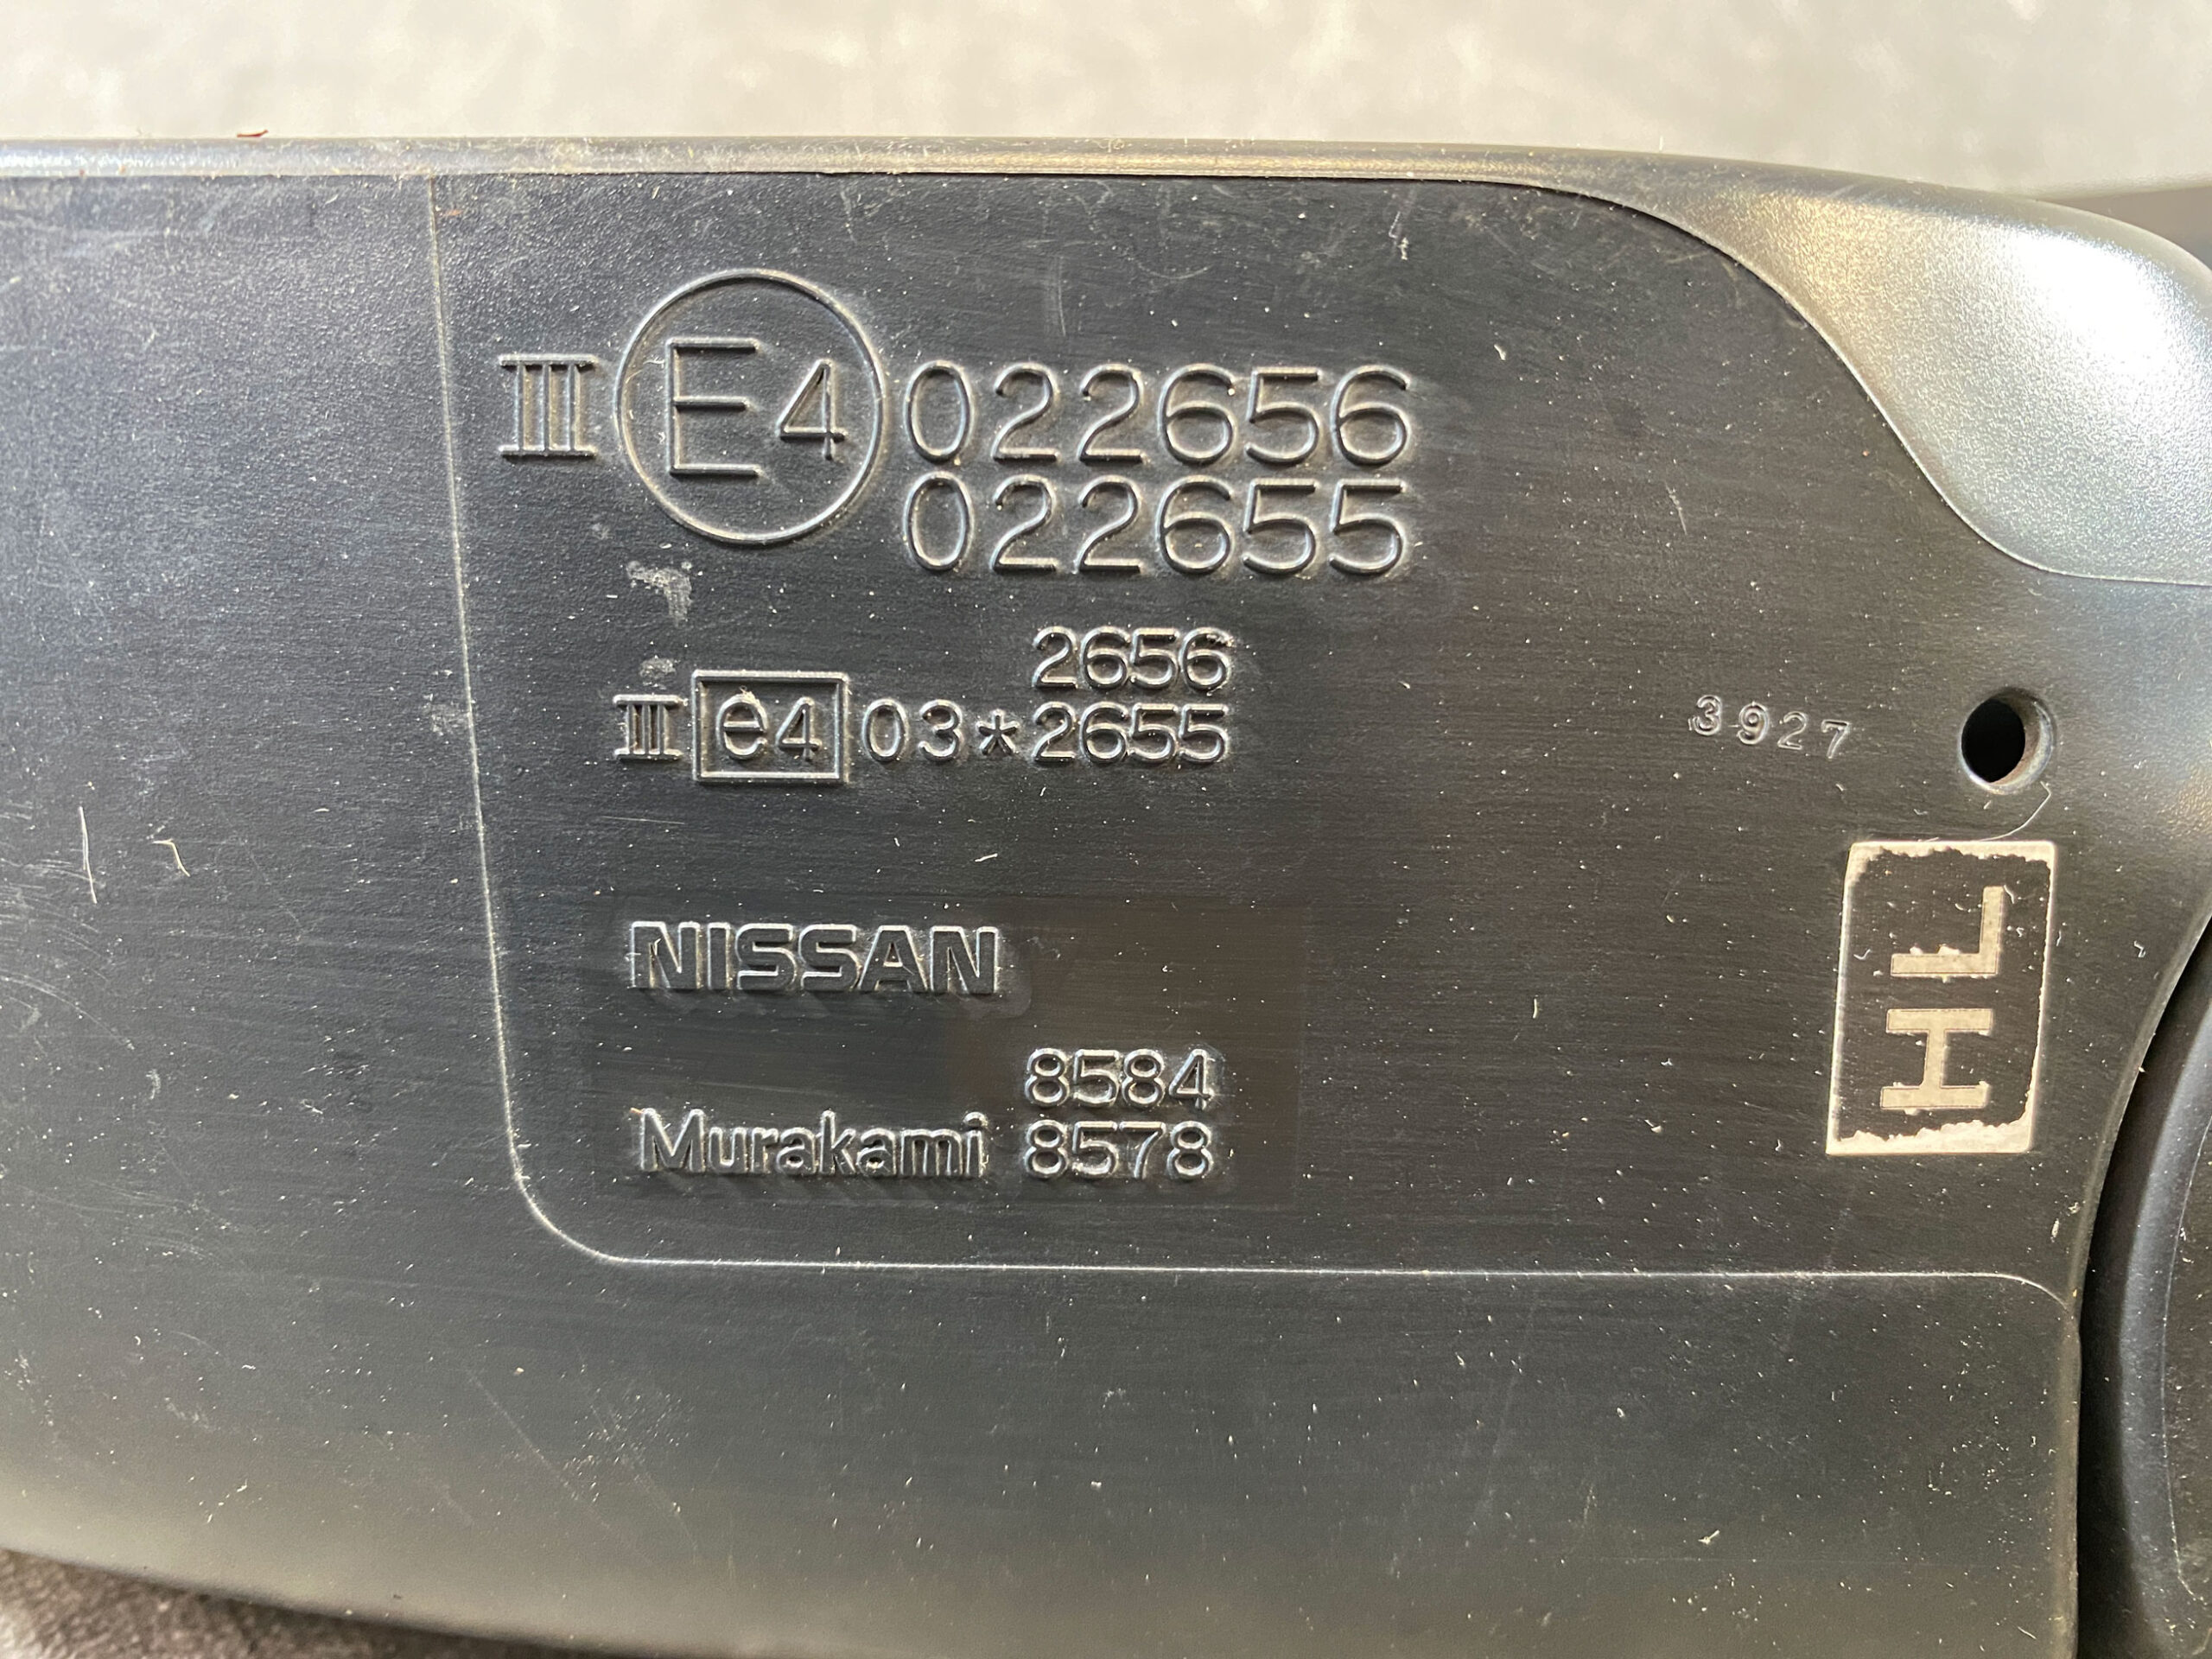 III E4 022656
022655
2656
III e4 03*2655
3927
HL
NISSAN
8584
Murakami 8578